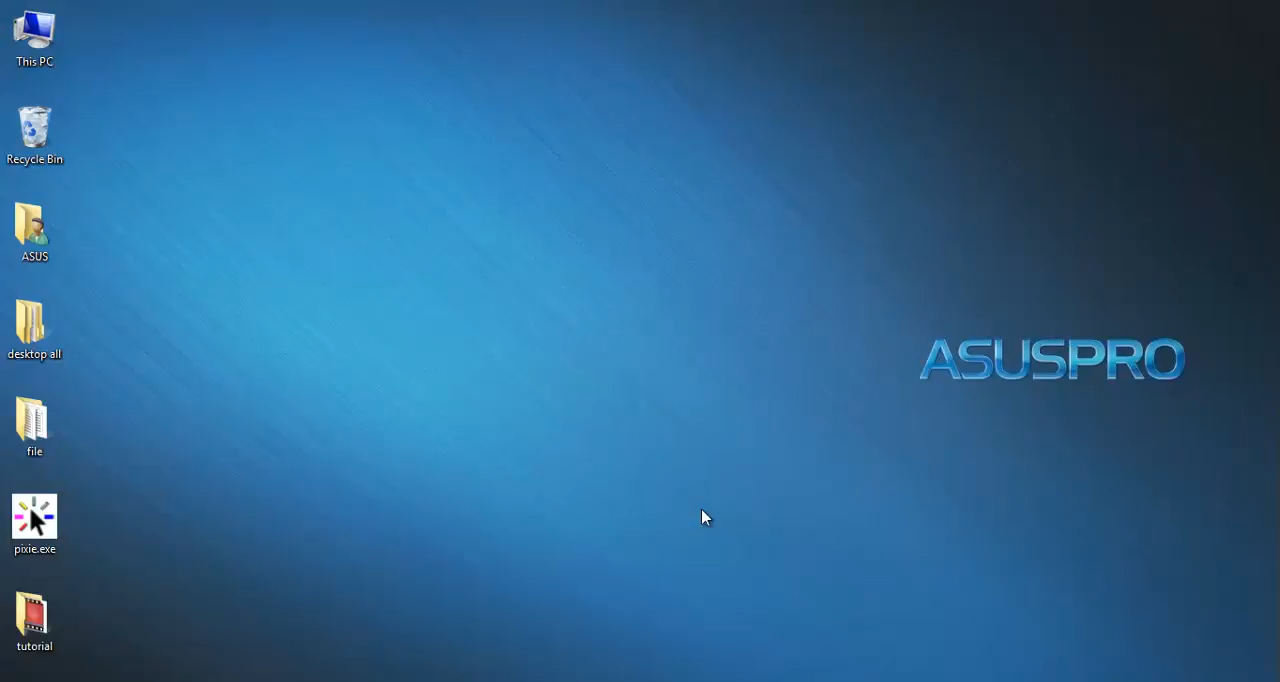 This PC
Recycle Bin
ASUS
desktop all
file
pixie.exe
tutorial
ASUSPRO